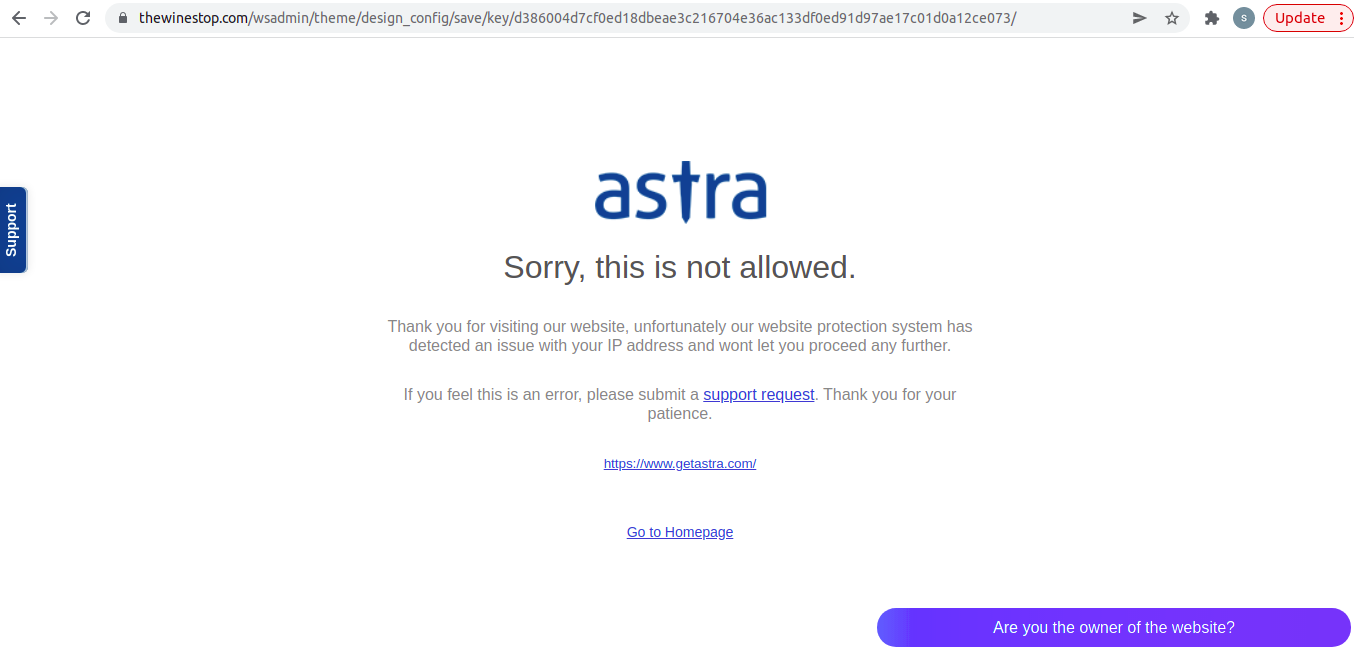 thewinestop.com/wsadmin/theme/design_config/save/key/d386004d7cf0ed18dbeae3c216704e36ac133df0ed91d97ae17c01d0a12ce073/
S
Update
Support
astra
Sorry, this is not allowed.
Thank you for visiting our website, unfortunately our website protection system has
detected an issue with your IP address and wont let you proceed any further.
If you feel this is an error, please submit a support request. Thank you for your
patience.
https://www.getastra.com/
Go to Homepage
Are you the owner of the website?